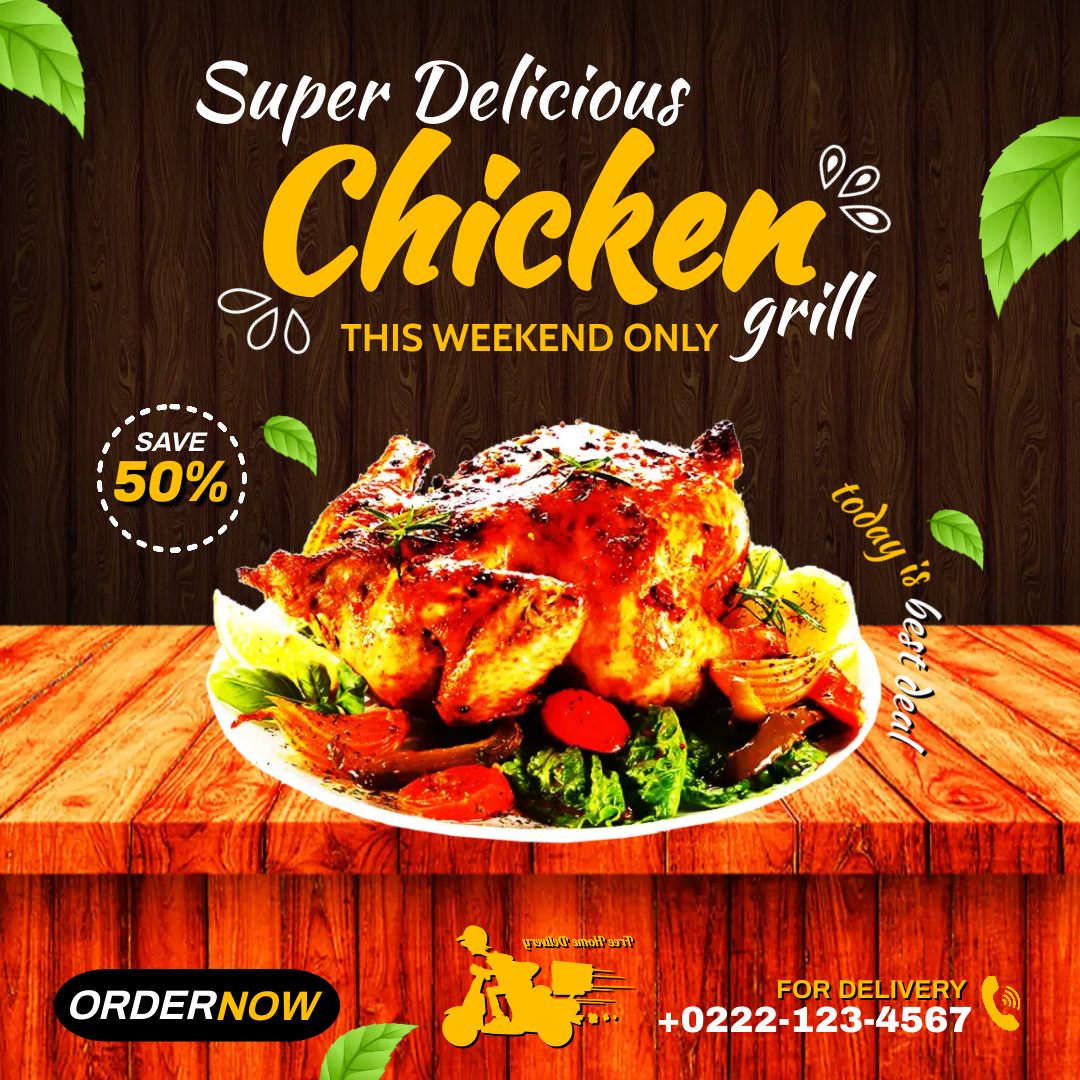 Super Delicious
Chicken
grill
THIS WEEKEND ONLY
SAVE
50%
today is best deal
Free Home Delivery
ORDERNOW
FOR DELIVERY
+0222-123-4567